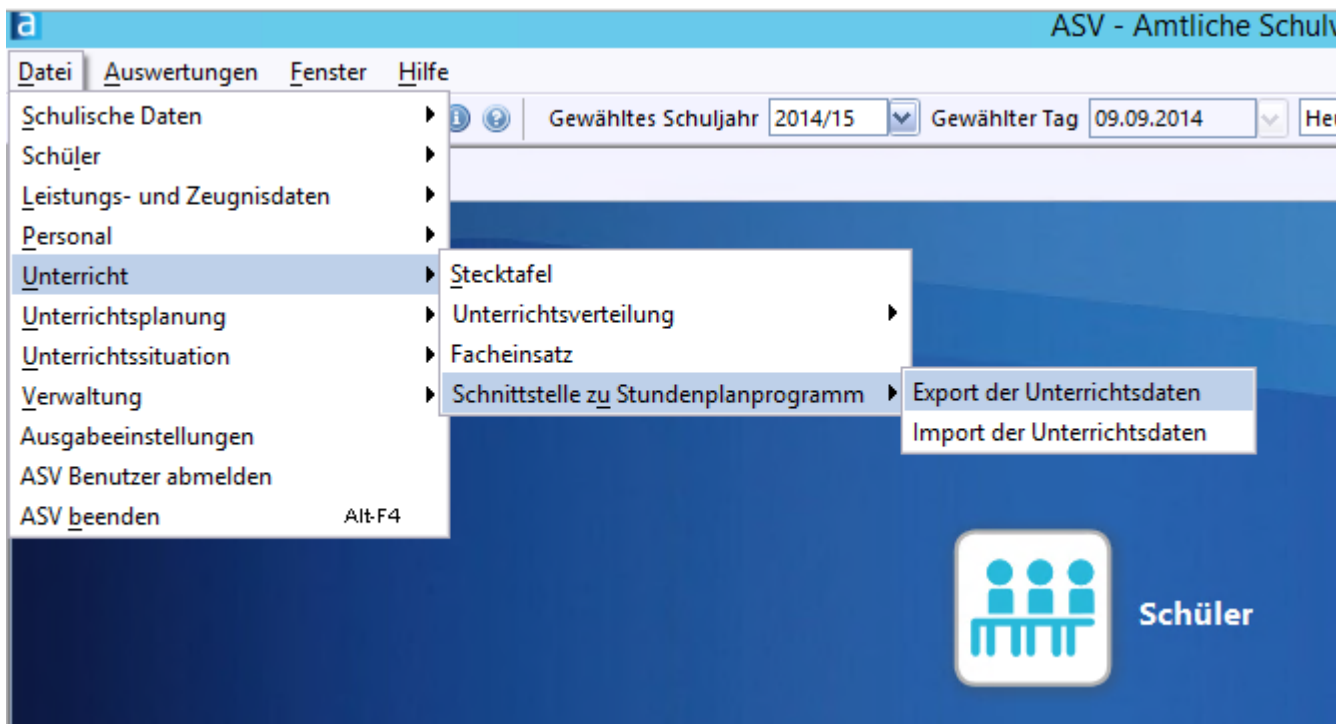 a
ASV - Amtliche Schulv
Datei Auswertungen Fenster Hilfe
Gewähltes Schuljahr 2014/15 Gewählter Tag 09.09.2014 Heu
Schulische Daten
Schüler
Leistungs- und Zeugnisdaten
Personal
Unterricht
Unterrichtsplanung
Unterrichtssituation
Verwaltung
Ausgabeeinstellungen
ASV Benutzer abmelden
ASV beenden Alt-F4
Stecktafel
Unterrichtsverteilung
Facheinsatz
Schnittstelle zu Stundenplanprogramm
Export der Unterrichtsdaten
Import der Unterrichtsdaten
Schüler